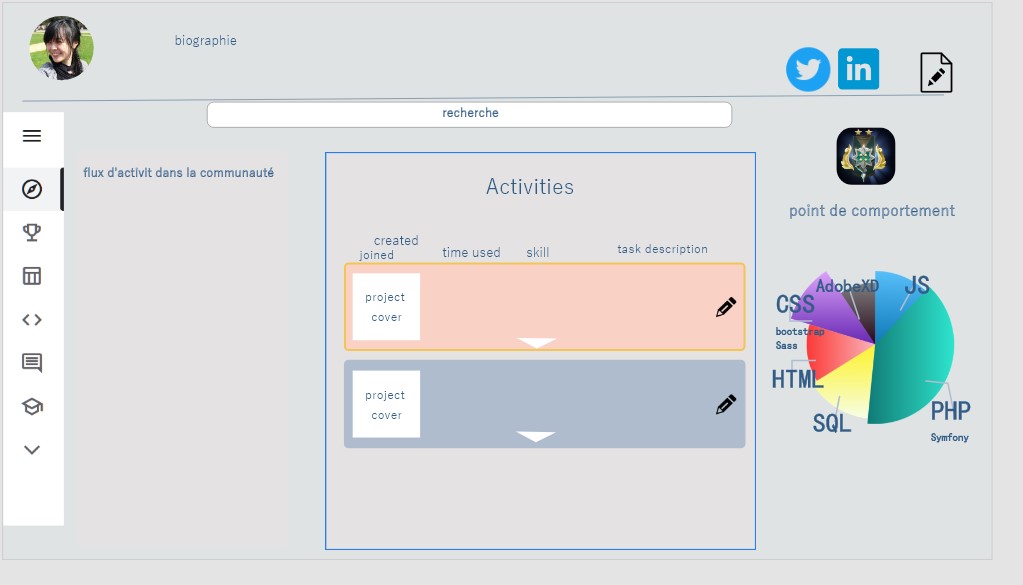 biographie
in
recherche
flux d'activit dans la communauté
Activities
point de comportement
created
joined
time used
skill
task description
project
cover
project
cover
AdobeXD
JS
CSS
bootstrap
Sass
HTML
SQL
PHP
Symfony